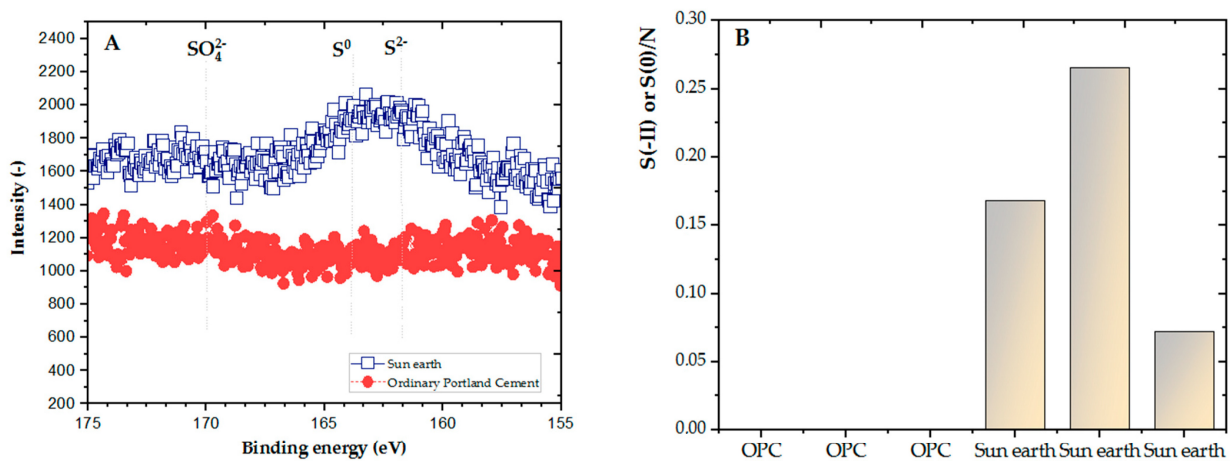 A
SO₄²⁻ S⁰ S²⁻
2400
2200
2000
1800
1600
1400
1200
1000
800
600
400
200
Intensity (-)
Sun earth
Ordinary Portland Cement
175 170 165 160 155
Binding energy (eV)
B
0.30
0.25
0.20
0.15
0.10
0.05
0.00
S(-II) or S(0)/N
OPC OPC OPC Sun earth Sun earth Sun earth